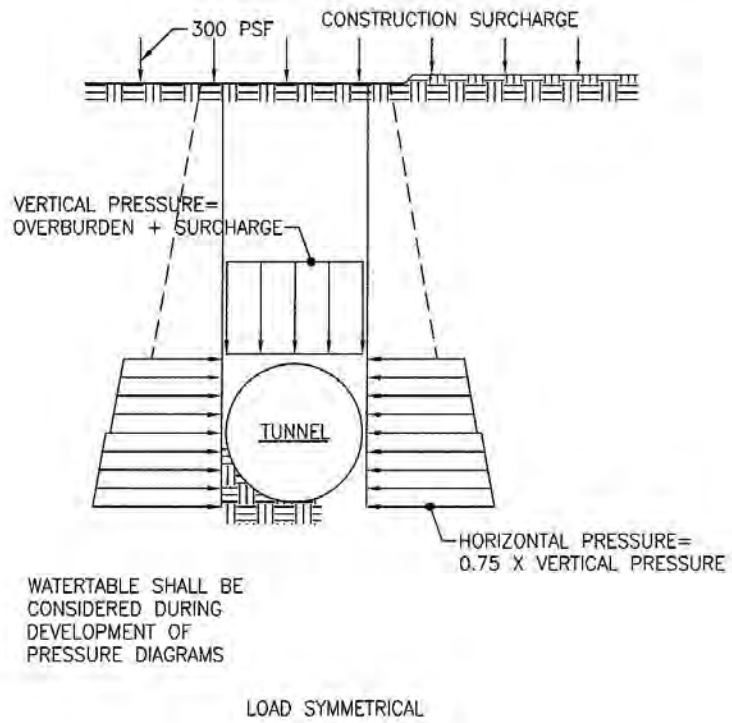 CONSTRUCTION SURCHARGE
300 PSF
VERTICAL PRESSURE=
OVERBURDEN + SURCHARGE
TUNNEL
HORIZONTAL PRESSURE=
0.75 X VERTICAL PRESSURE
WATERTABLE SHALL BE
CONSIDERED DURING
DEVELOPMENT OF
PRESSURE DIAGRAMS
LOAD SYMMETRICAL